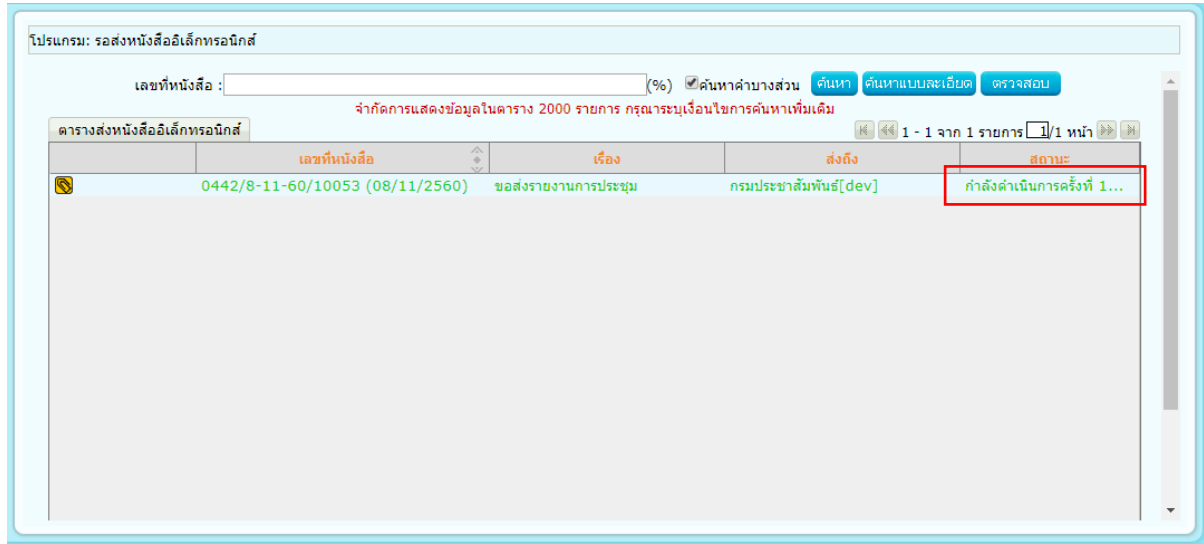 โปรแกรม: รอส่งหนังสืออิเล็กทรอนิกส์
เลขที่หนังสือ : (%) ค้นหาคำบางส่วน ค้นหา ค้นหาแบบละเอียด ตรวจสอบ
จำกัดการแสดงข้อมูลในตาราง 2000 รายการ กรุณาระบุเงื่อนไขการค้นหาเพิ่มเติม
ตารางส่งหนังสืออิเล็กทรอนิกส์ 1 - 1 จาก 1 รายการ 1/1 หน้า
เลขที่หนังสือ เรื่อง ส่งถึง สถานะ
0442/8-11-60/10053 (08/11/2560) ขอส่งรายงานการประชุม กรมประชาสัมพันธ์[dev] กำลังดำเนินการครั้งที่ 1...